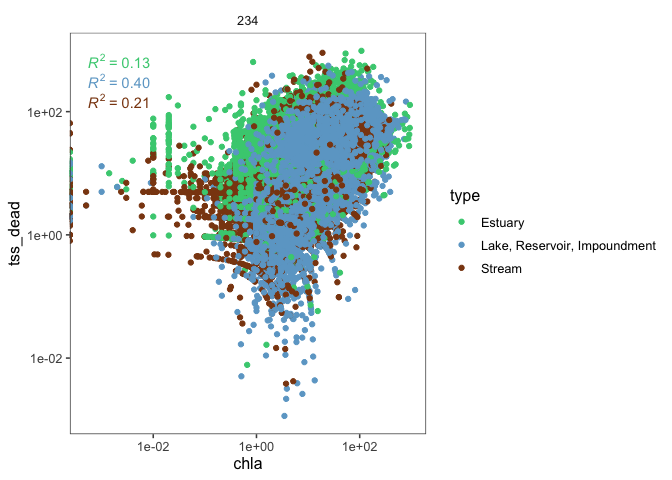 234
R² = 0.13
R² = 0.40
R² = 0.21
1e+02
1e+00
1e-02
tss_dead
1e-02 1e+00 1e+02
chla
type
Estuary
Lake, Reservoir, Impoundment
Stream